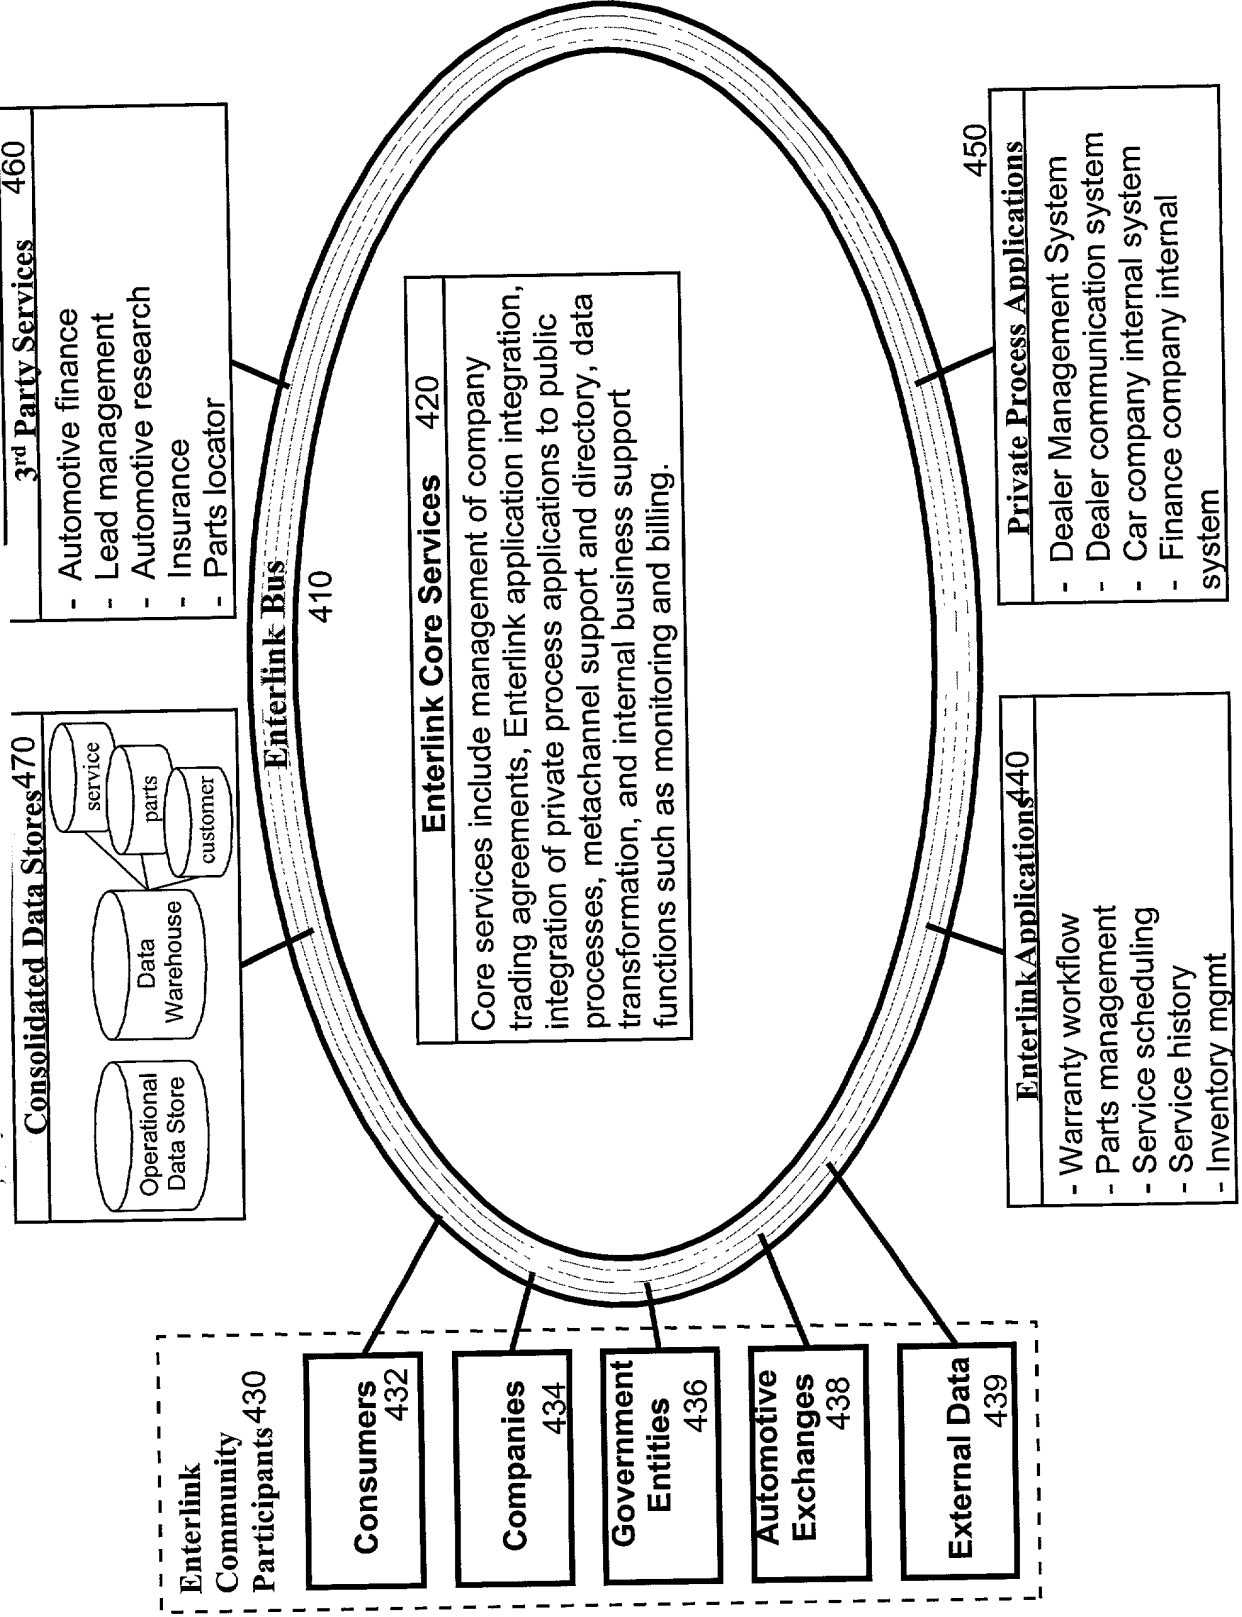 Enterlink
Community
Participants 430
Consumers
432
Companies
434
Government
Entities
436
Automotive
Exchanges
438
External Data
439
Consolidated Data Stores 470
Operational
Data Store
Data
Warehouse
service
parts
customer
3rd Party Services 460
- Automotive finance
- Lead management
- Automotive research
- Insurance
- Parts locator
Enterlink Bus
410
Enterlink Core Services 420
Core services include management of company
trading agreements, Enterlink application integration,
integration of private process applications to public
processes, metachannel support and directory, data
transformation, and internal business support
functions such as monitoring and billing.
EnterlinkApplications 440
- Warranty workflow
- Parts management
- Service scheduling
- Service history
- Inventory mgmt
450
Private Process Applications
- Dealer Management System
- Dealer communication system
- Car company internal system
- Finance company internal
system